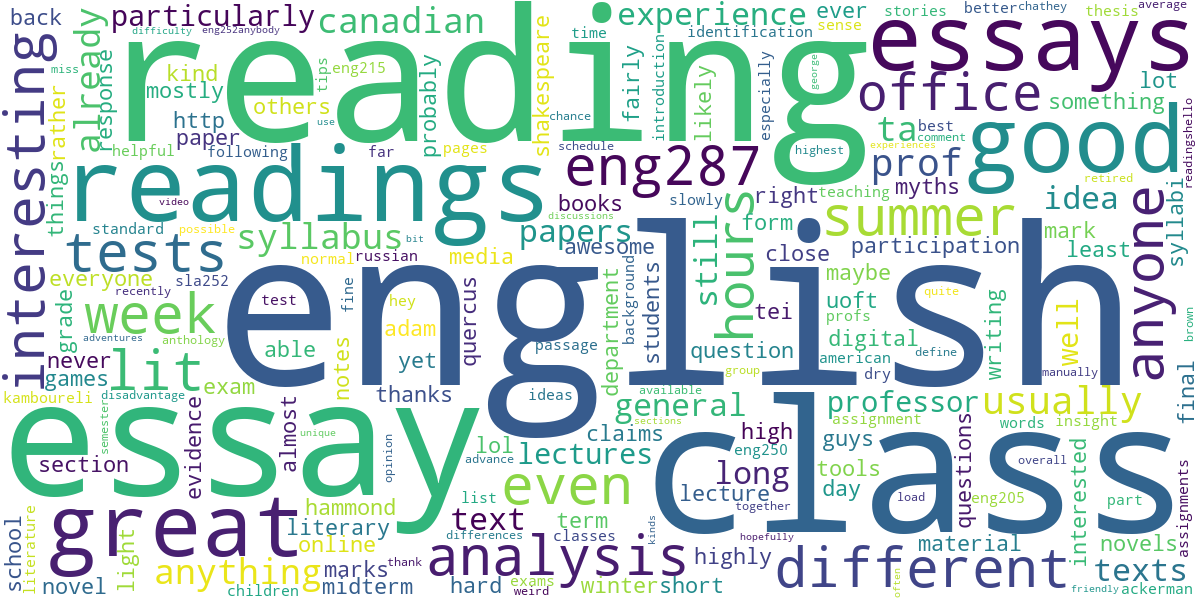 back
particularly
canadian
experience
ever
stories
better
chathey
thesis
average
difficulty
eng252anybody
reading
time
identification
sense
essays
miss
kind
tips
eng215
fairly
introduction
likely
especially
george
office
lot
interesting
already
response
mostly
others
probably
shakespeare
use
chance
something
rather
http
paper
ta
best
comment
good
readingshello
things
helpful
following
far
pages
schedule
highest
experiences
readings
eng287
prof
retired
video
books
slowly
right
teaching
myths
idea
standard
possible
discussions
hours
form
summer
mark
syllabi
tests
syllabus
bit
papers
still
close
participation
least
anyone
everyone
sla252
normal
russian
media
awesome
background
students
maybe
recently
fine
hey
quercus
english
department
tei
uoft
quite
week
test
adam
profs
digital
writing
well
brown
grade
adventures
anthology
able
passage
question
american
define
never
lit
yet
group
dry
manually
games
exam
notes
thanks
ideas
available
final
kamboureli
disadvantage
general
professor
usually
essay
semester
unique
almost
sections
assignment
words
insight
claims
high
class
guys
questions
interested
section
evidence
opinion
lol
lectures
eng250
overall
advance
long
tools
great
even
lecture
day
load
eng205
part
assignments
hammond
list
together
literature
literary
text
term
school
light
online
differences
classes
kinds
hopefully
material
novels
analysis
highly
different
texts
novel
anything
marks
thank
children
midterm
hard
exams
weird
winter
short
often
friendly
ackerman